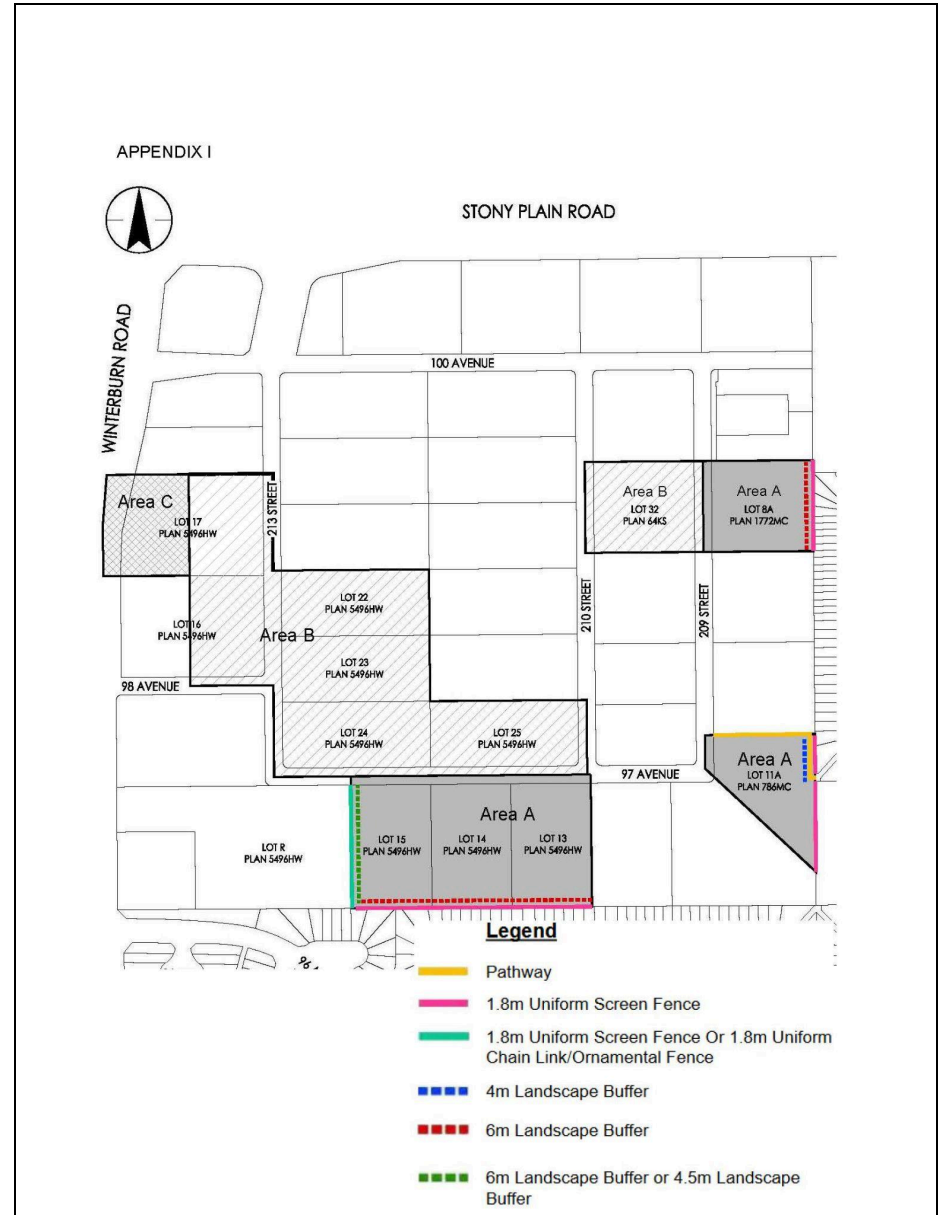 APPENDIX I
STONY PLAIN ROAD
WINTERBURN ROAD
100 AVENUE
Area C
LOT 17
PLAN 5496HW
213 STREET
Area B
LOT 32
PLAN 64KS
Area A
LOT 8A
PLAN 1772MC
LOT 22
PLAN 5496HW
210 STREET
209 STREET
LOT 16
PLAN 5496HW
Area B
LOT 23
PLAN 5496HW
98 AVENUE
LOT 24
PLAN 5496HW
LOT 25
PLAN 5496HW
97 AVENUE
Area A
LOT 11A
PLAN 786MC
Area A
LOT R
PLAN 5496HW
LOT 15
PLAN 5496HW
LOT 14
PLAN 5496HW
LOT 13
PLAN 5496HW
96
Legend
Pathway
1.8m Uniform Screen Fence
1.8m Uniform Screen Fence Or 1.8m Uniform
Chain Link/Ornamental Fence
4m Landscape Buffer
6m Landscape Buffer
6m Landscape Buffer or 4.5m Landscape
Buffer